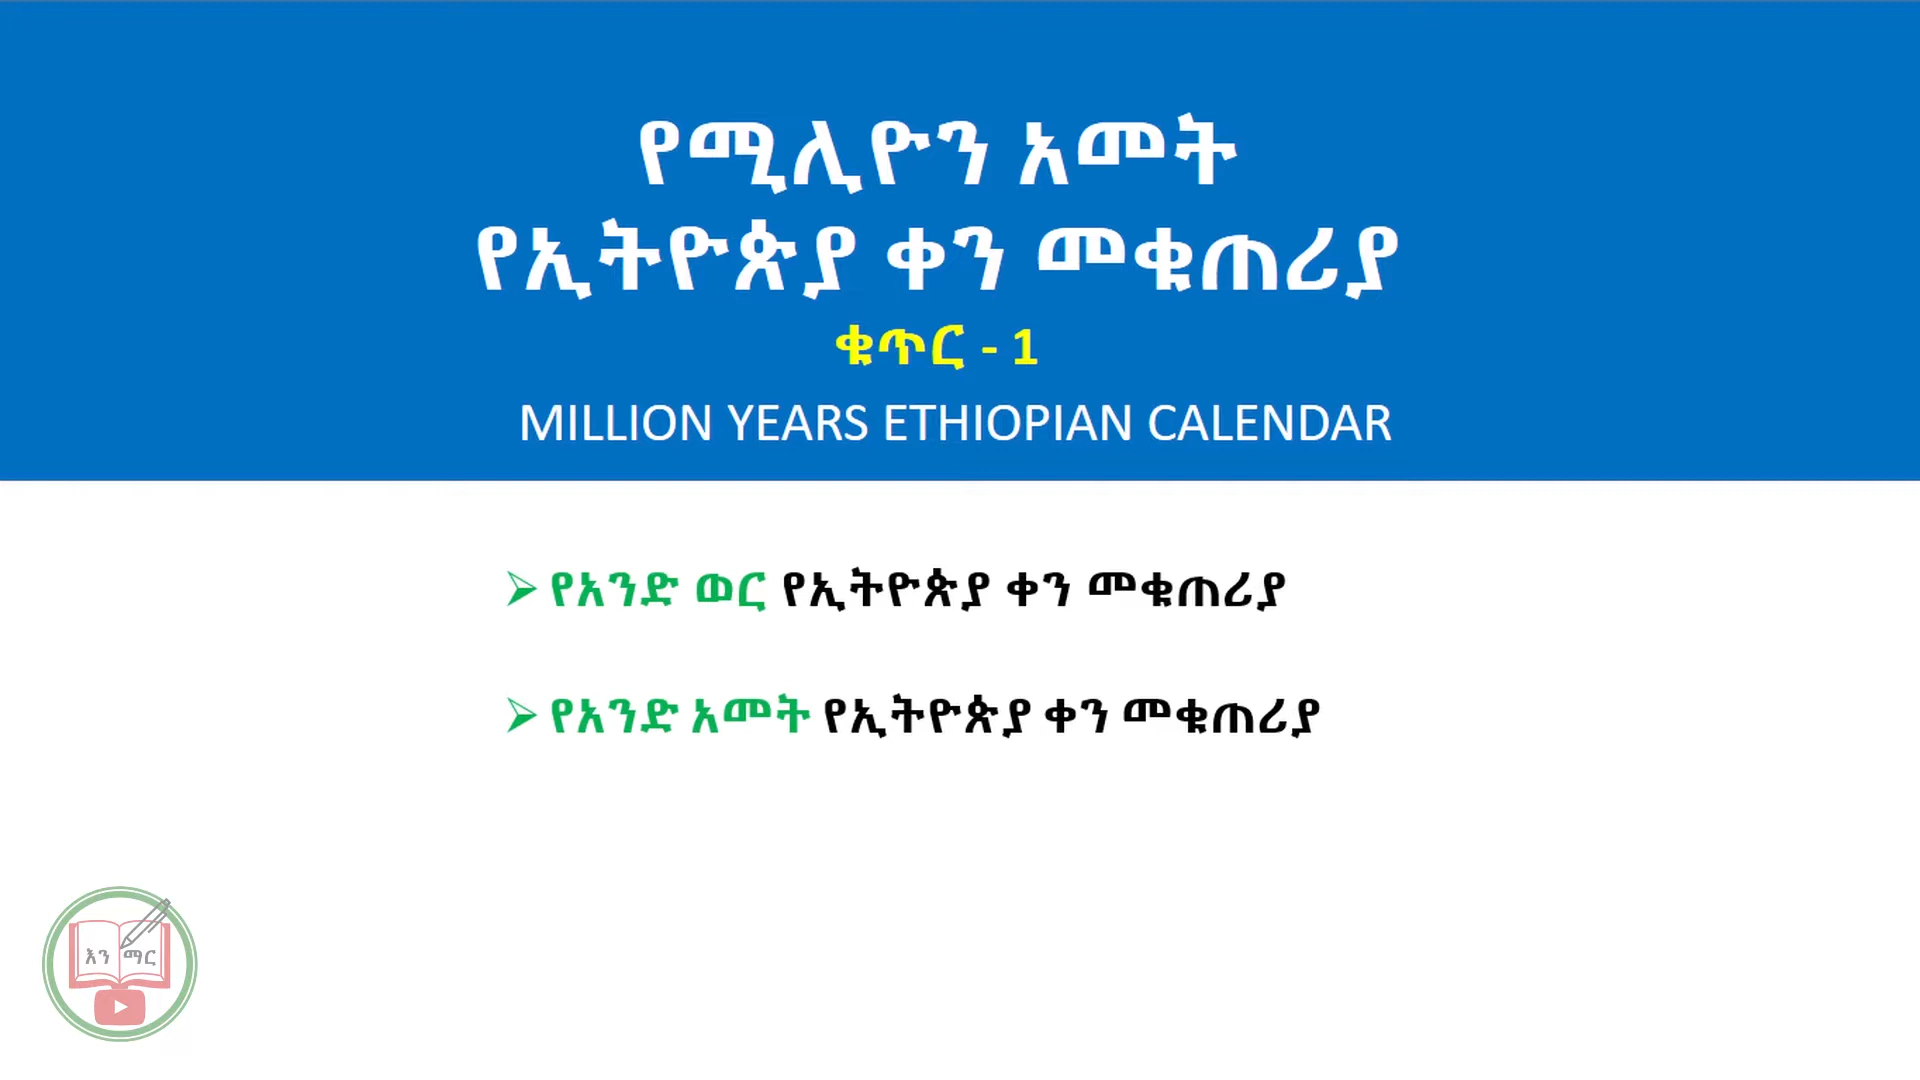 የሚሊዮን አመት
የኢትዮጵያ ቀን መቁጠሪያ
ቁጥር - 1
MILLION YEARS ETHIOPIAN CALENDAR
የአንድ ወር የኢትዮጵያ ቀን መቁጠሪያ
የአንድ አመት የኢትዮጵያ ቀን መቁጠሪያ
እን ማር